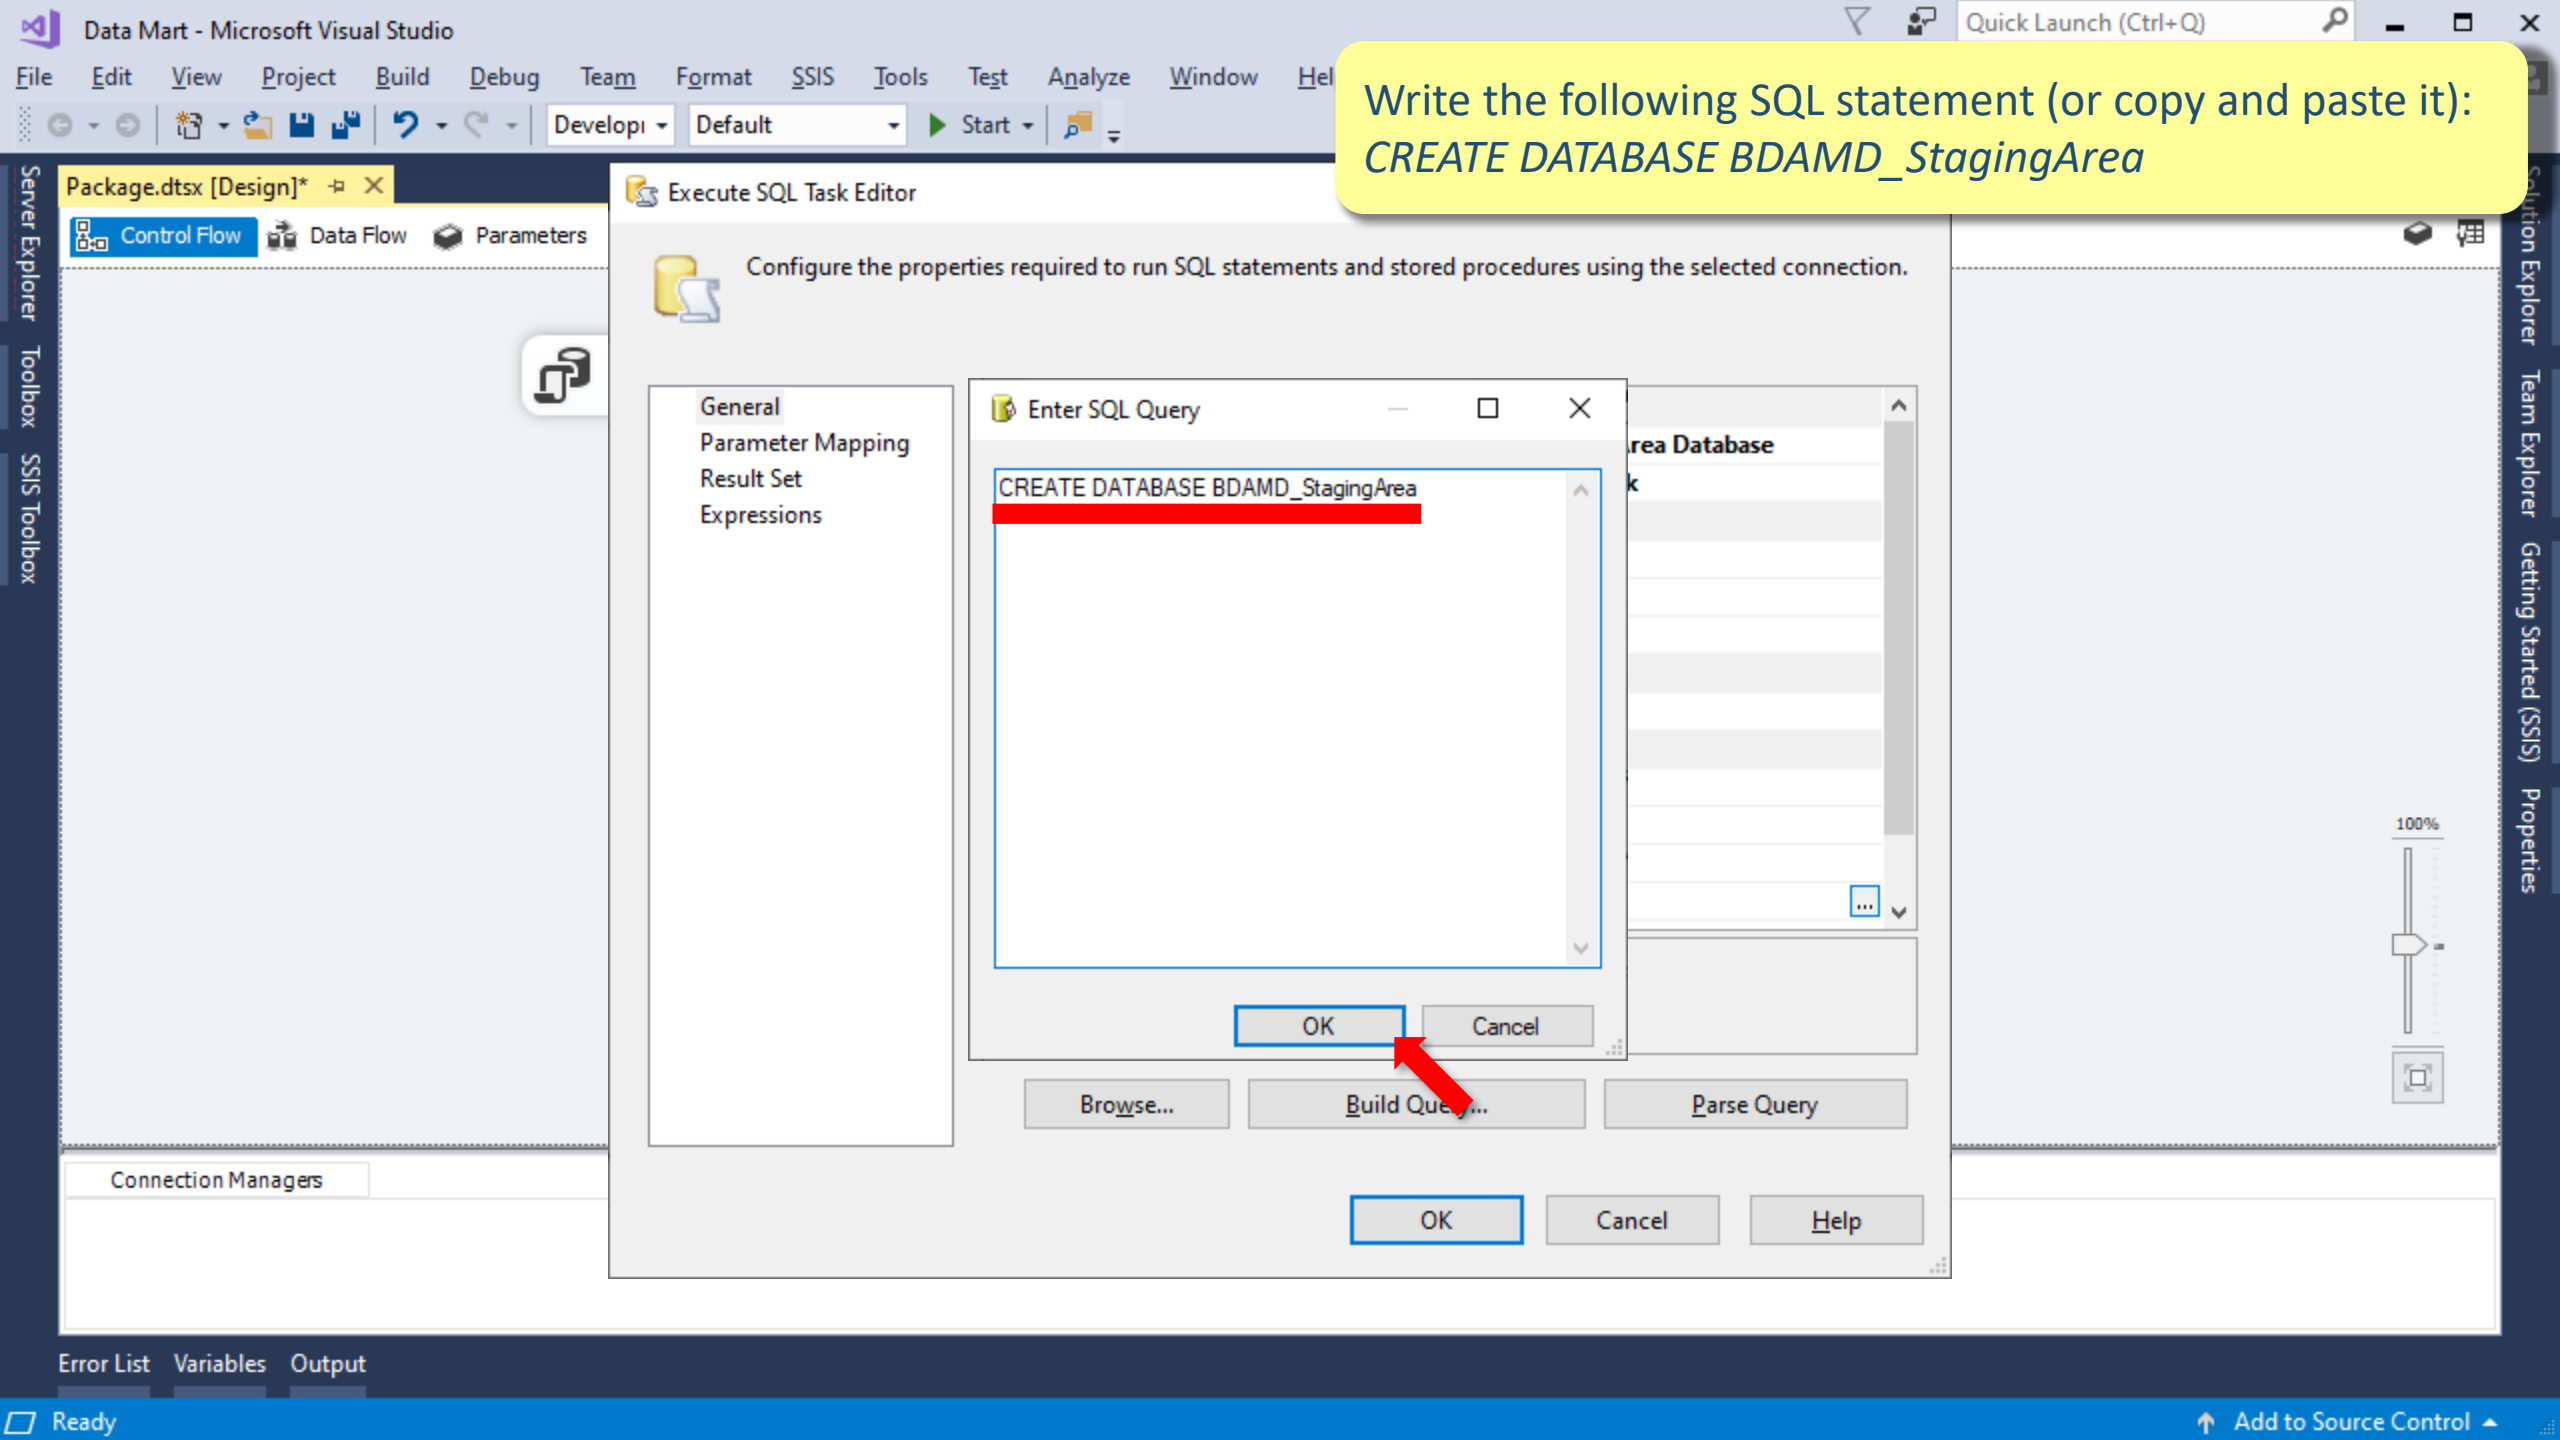 Data Mart - Microsoft Visual Studio
Quick Launch (Ctrl+Q)
File Edit View Project Build Debug Team Format SSIS Tools Test Analyze Window Hel
Develop Default Start
Write the following SQL statement (or copy and paste it):
CREATE DATABASE BDAMD_StagingArea
Package.dtsx [Design]*
Control Flow Data Flow Parameters
Execute SQL Task Editor
Configure the properties required to run SQL statements and stored procedures using the selected connection.
General
Parameter Mapping
Result Set
Expressions
Enter SQL Query
CREATE DATABASE BDAMD_StagingArea
OK Cancel
rea Database
k
...
Browse... Build Query... Parse Query
OK Cancel Help
100%
Server Explorer
Toolbox
SSIS Toolbox
Solution Explorer
Team Explorer
Getting Started (SSIS)
Properties
Connection Managers
Error List Variables Output
Ready
Add to Source Control